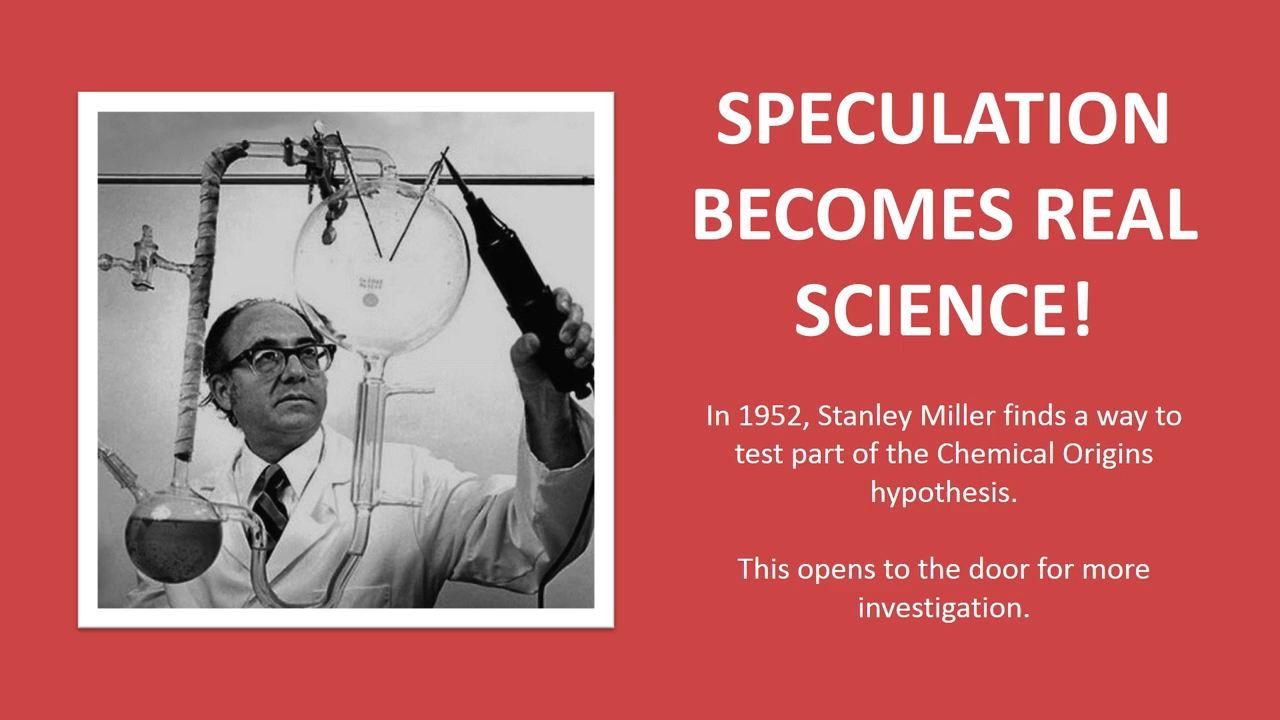 SPECULATION
BECOMES REAL
SCIENCE!
In 1952, Stanley Miller finds a way to
test part of the Chemical Origins
hypothesis.
This opens to the door for more
investigation.